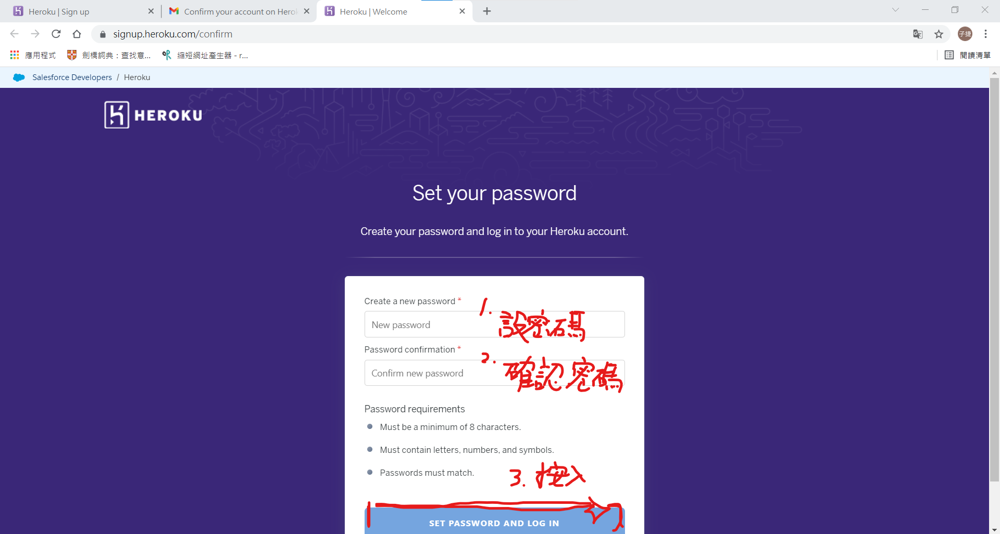 Heroku | Sign up
Confirm your account on Herok
Heroku | Welcome
signup.heroku.com/confirm
子捷
應用程式
劍橋詞典：查找意...
縮短網址產生器 - r...
閱讀清單
Salesforce Developers / Heroku
HEROKU
Set your password
Create your password and log in to your Heroku account.
Create a new password *
1. 設密碼
New password
Password confirmation *
2. 確認密碼
Confirm new password
Password requirements
Must be a minimum of 8 characters.
Must contain letters, numbers, and symbols.
Passwords must match.
3. 按入
SET PASSWORD AND LOG IN